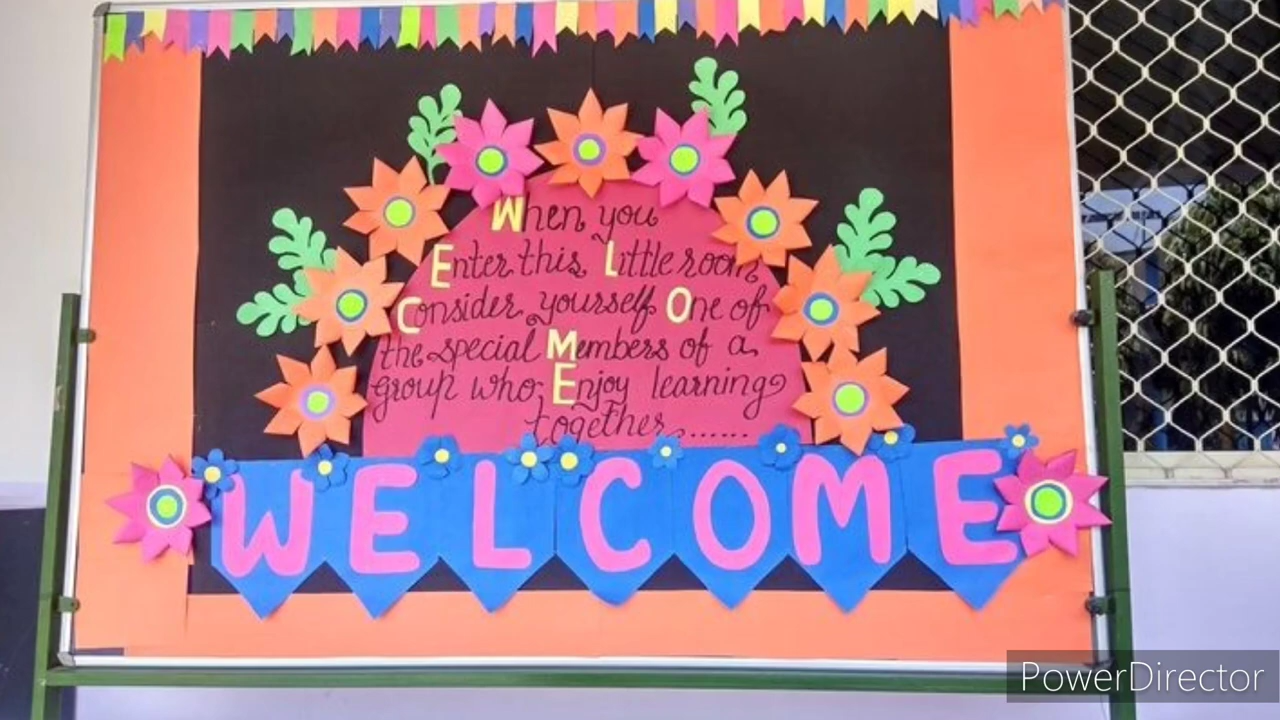 When you
Enter this Little room
Consider yourself One of
the special Members of a
group who Enjoy learning
together......
WELCOME
PowerDirector